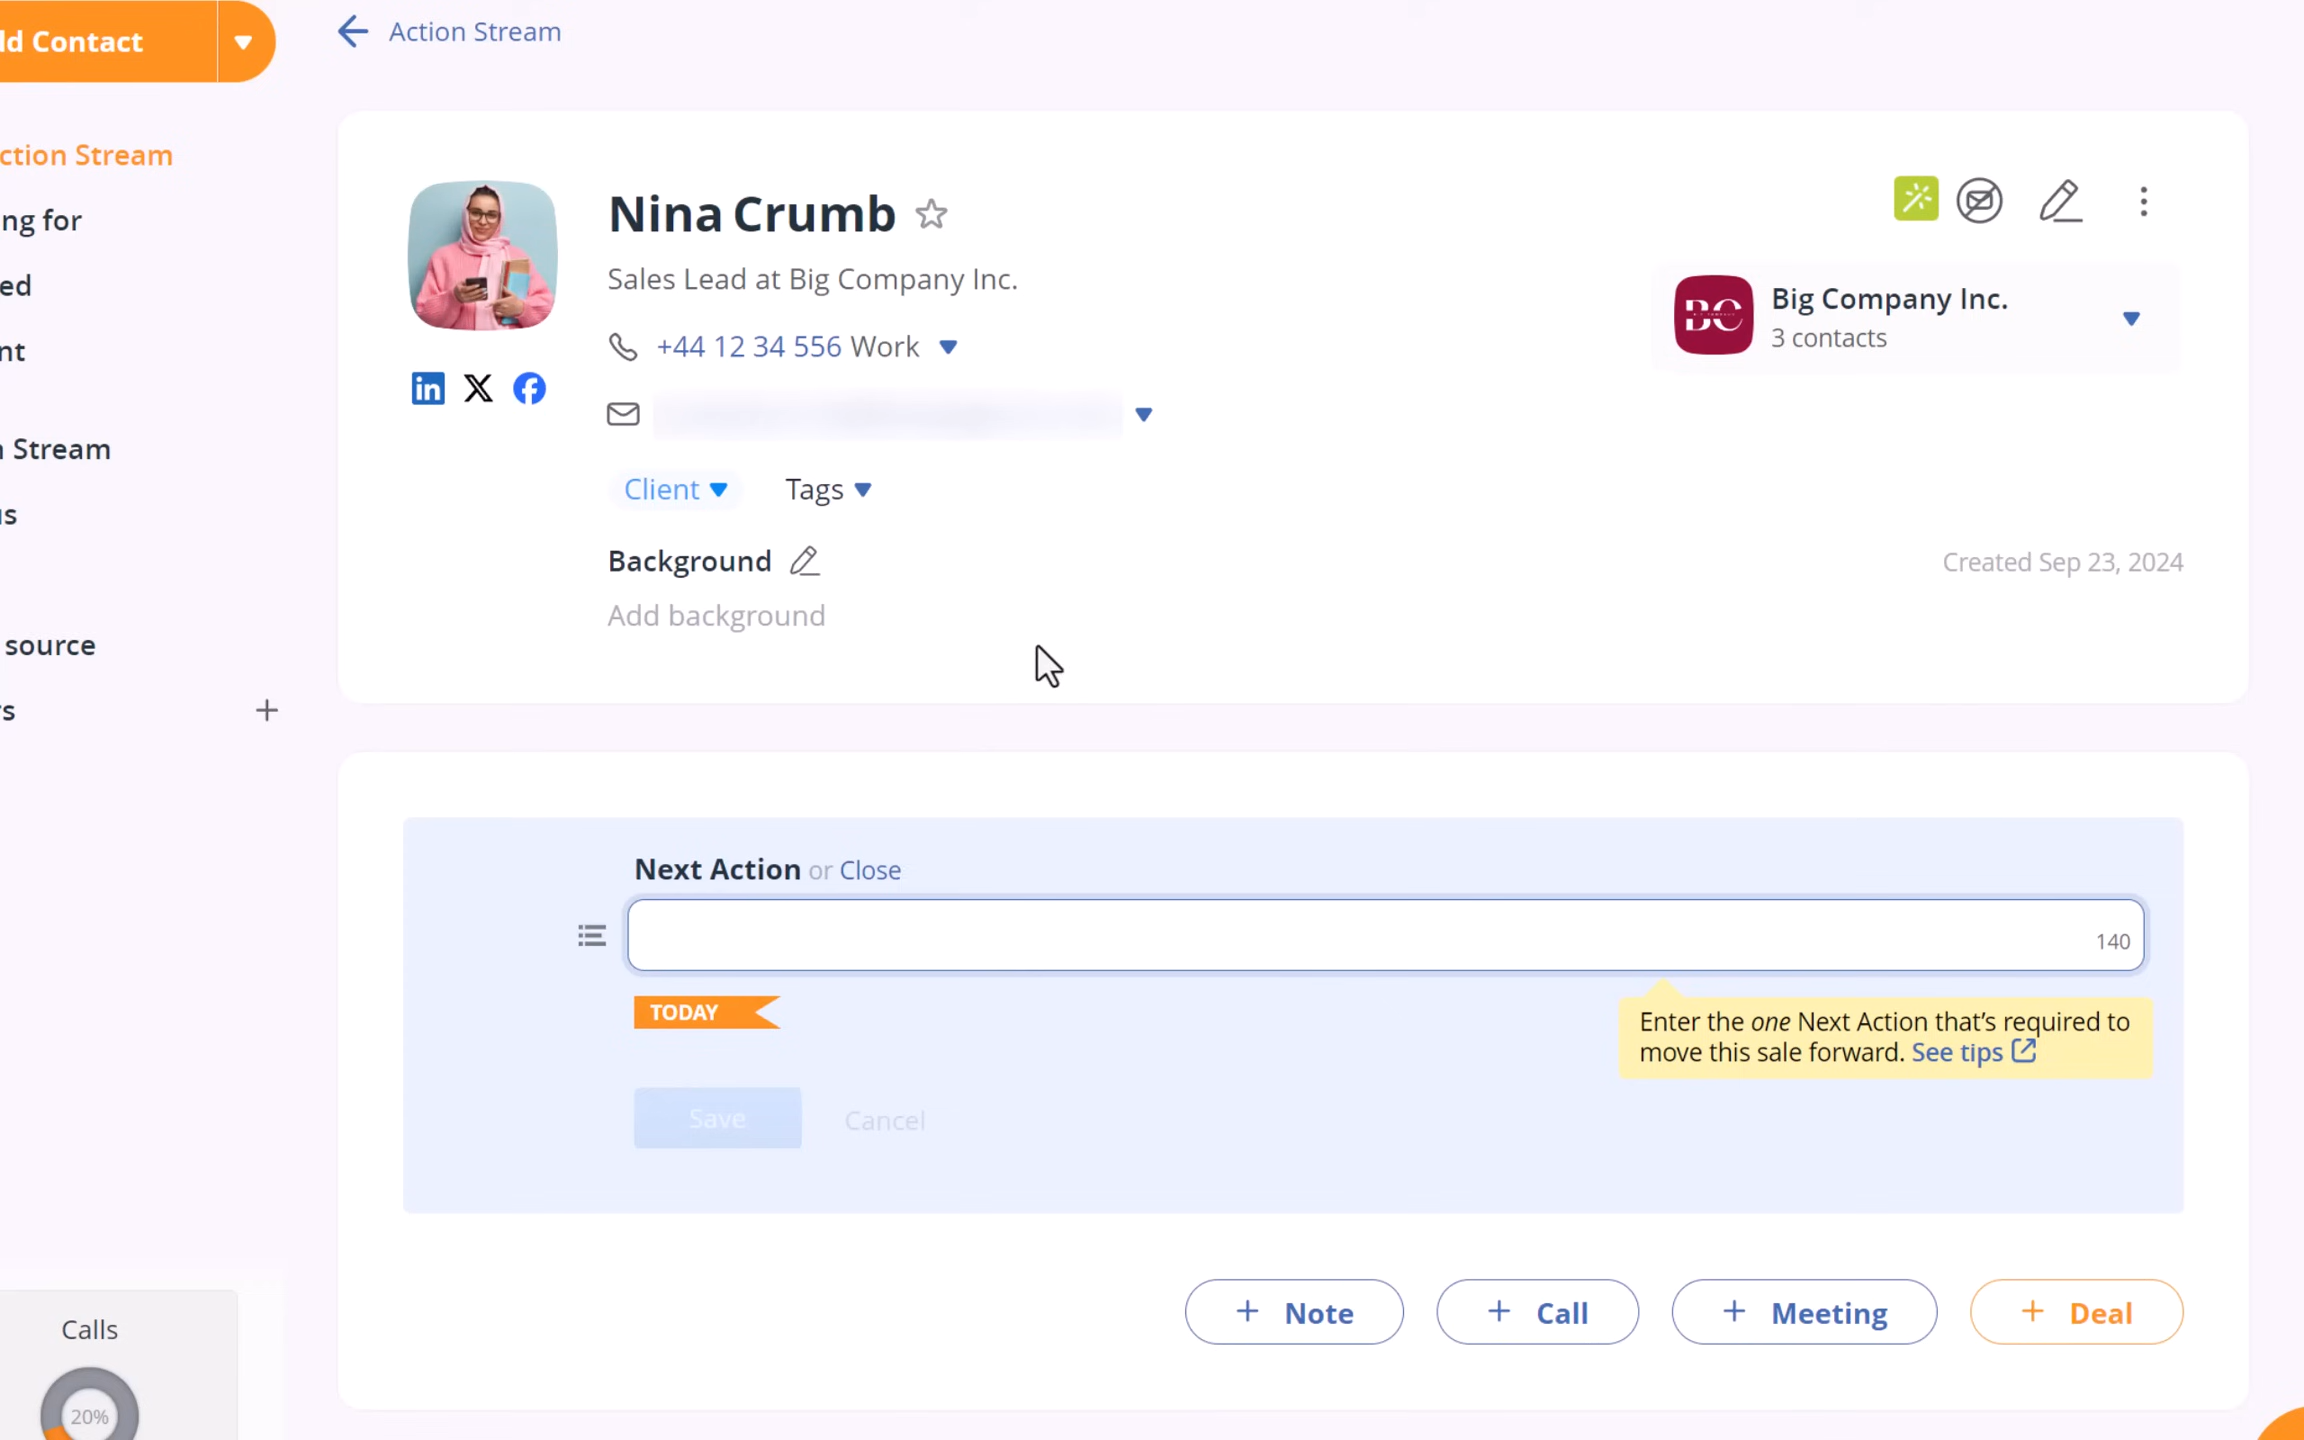 ld Contact
Action Stream
ction Stream
ng for
ed
nt
n Stream
us
source
rs
Calls
20%
Nina Crumb
Sales Lead at Big Company Inc.
+44 12 34 556 Work
Client
Tags
Background
Add background
BC
Big Company Inc.
3 contacts
Created Sep 23, 2024
Next Action or Close
140
TODAY
Enter the one Next Action that's required to
move this sale forward. See tips
Save
Cancel
+ Note
+ Call
+ Meeting
+ Deal